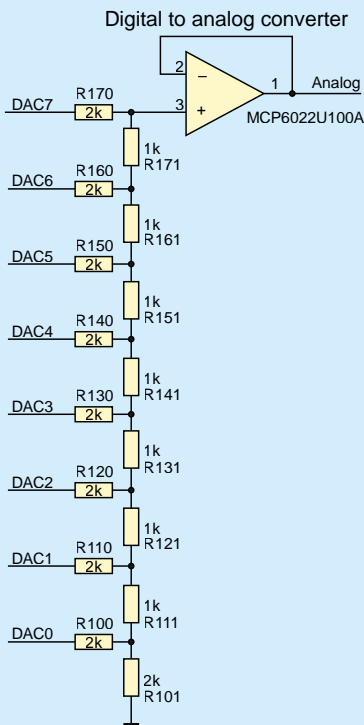 Digital to analog converter
2
−
1
Analog
DAC7
R170
2k
3
+
MCP6022U100A
1k
R171
DAC6
R160
2k
1k
R161
DAC5
R150
2k
1k
R151
DAC4
R140
2k
1k
R141
DAC3
R130
2k
1k
R131
DAC2
R120
2k
1k
R121
DAC1
R110
2k
1k
R111
DAC0
R100
2k
2k
R101